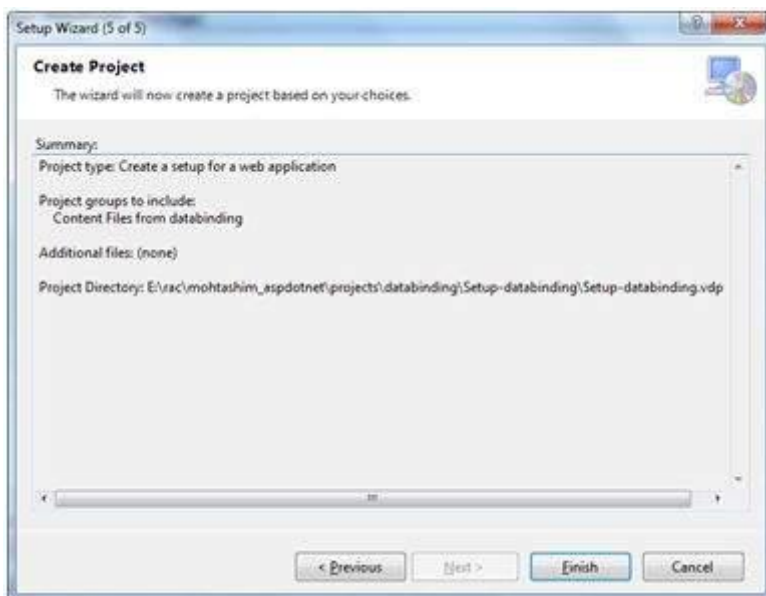 Setup Wizard (5 of 5)
Create Project
The wizard will now create a project based on your choices.
Summary:
Project type: Create a setup for a web application
Project groups to include:
Content Files from databinding
Additional files: (none)
Project Directory: E:\rac\mohtashim_aspdotnet\projects\databinding\Setup-databinding\Setup-databinding.vdp
< Previous Next > Finish Cancel